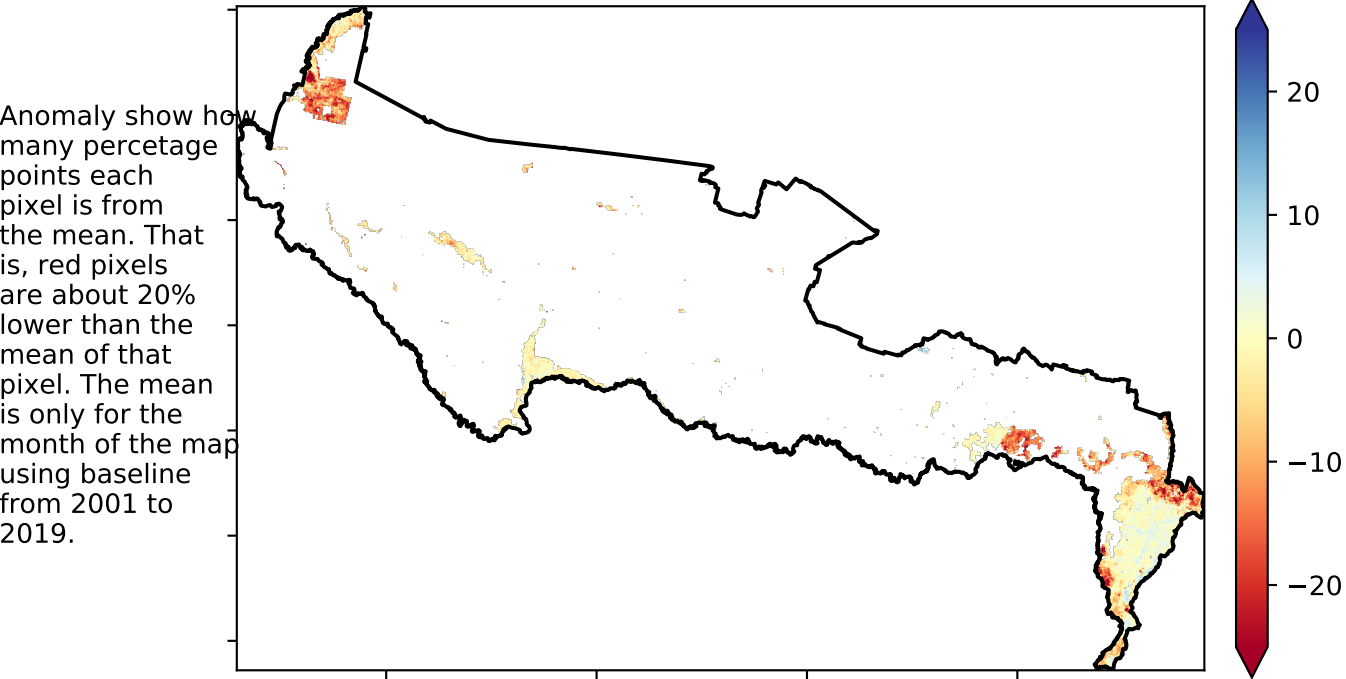 Anomaly show how
many percetage
points each
pixel is from
the mean. That
is, red pixels
are about 20%
lower than the
mean of that
pixel. The mean
is only for the
month of the map
using baseline
from 2001 to
2019.
20
10
0
−10
−20